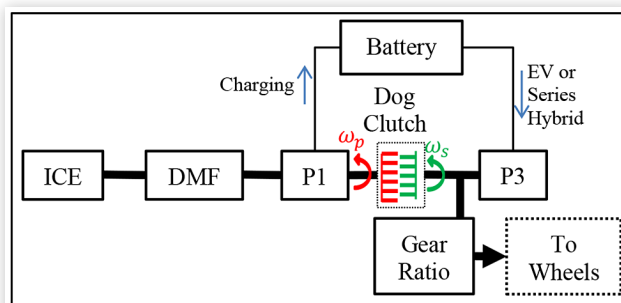 Battery
Charging
EV or
Series
Hybrid
Dog
Clutch
ωp
ωs
ICE
DMF
P1
P3
Gear
Ratio
To
Wheels